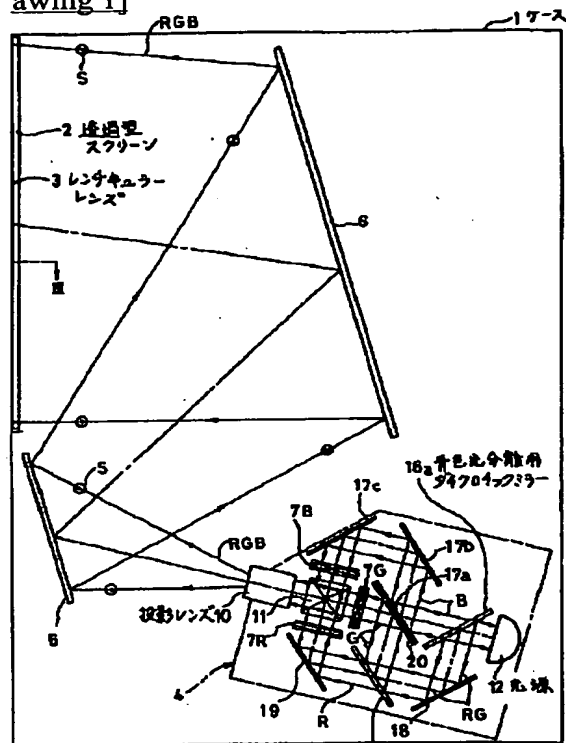 awing 1]
RGB
1 ケース
S
2 透過型
スクリーン
3 レンチキュラー
レンズ
6
III
S
RGB
6
投影レンズ10
11
7B
7G
7R
17c
16a 青色光分離用
ダイクロイックミラー
17b
17a
B
G
20
12 光源
4
19
R
18
RG